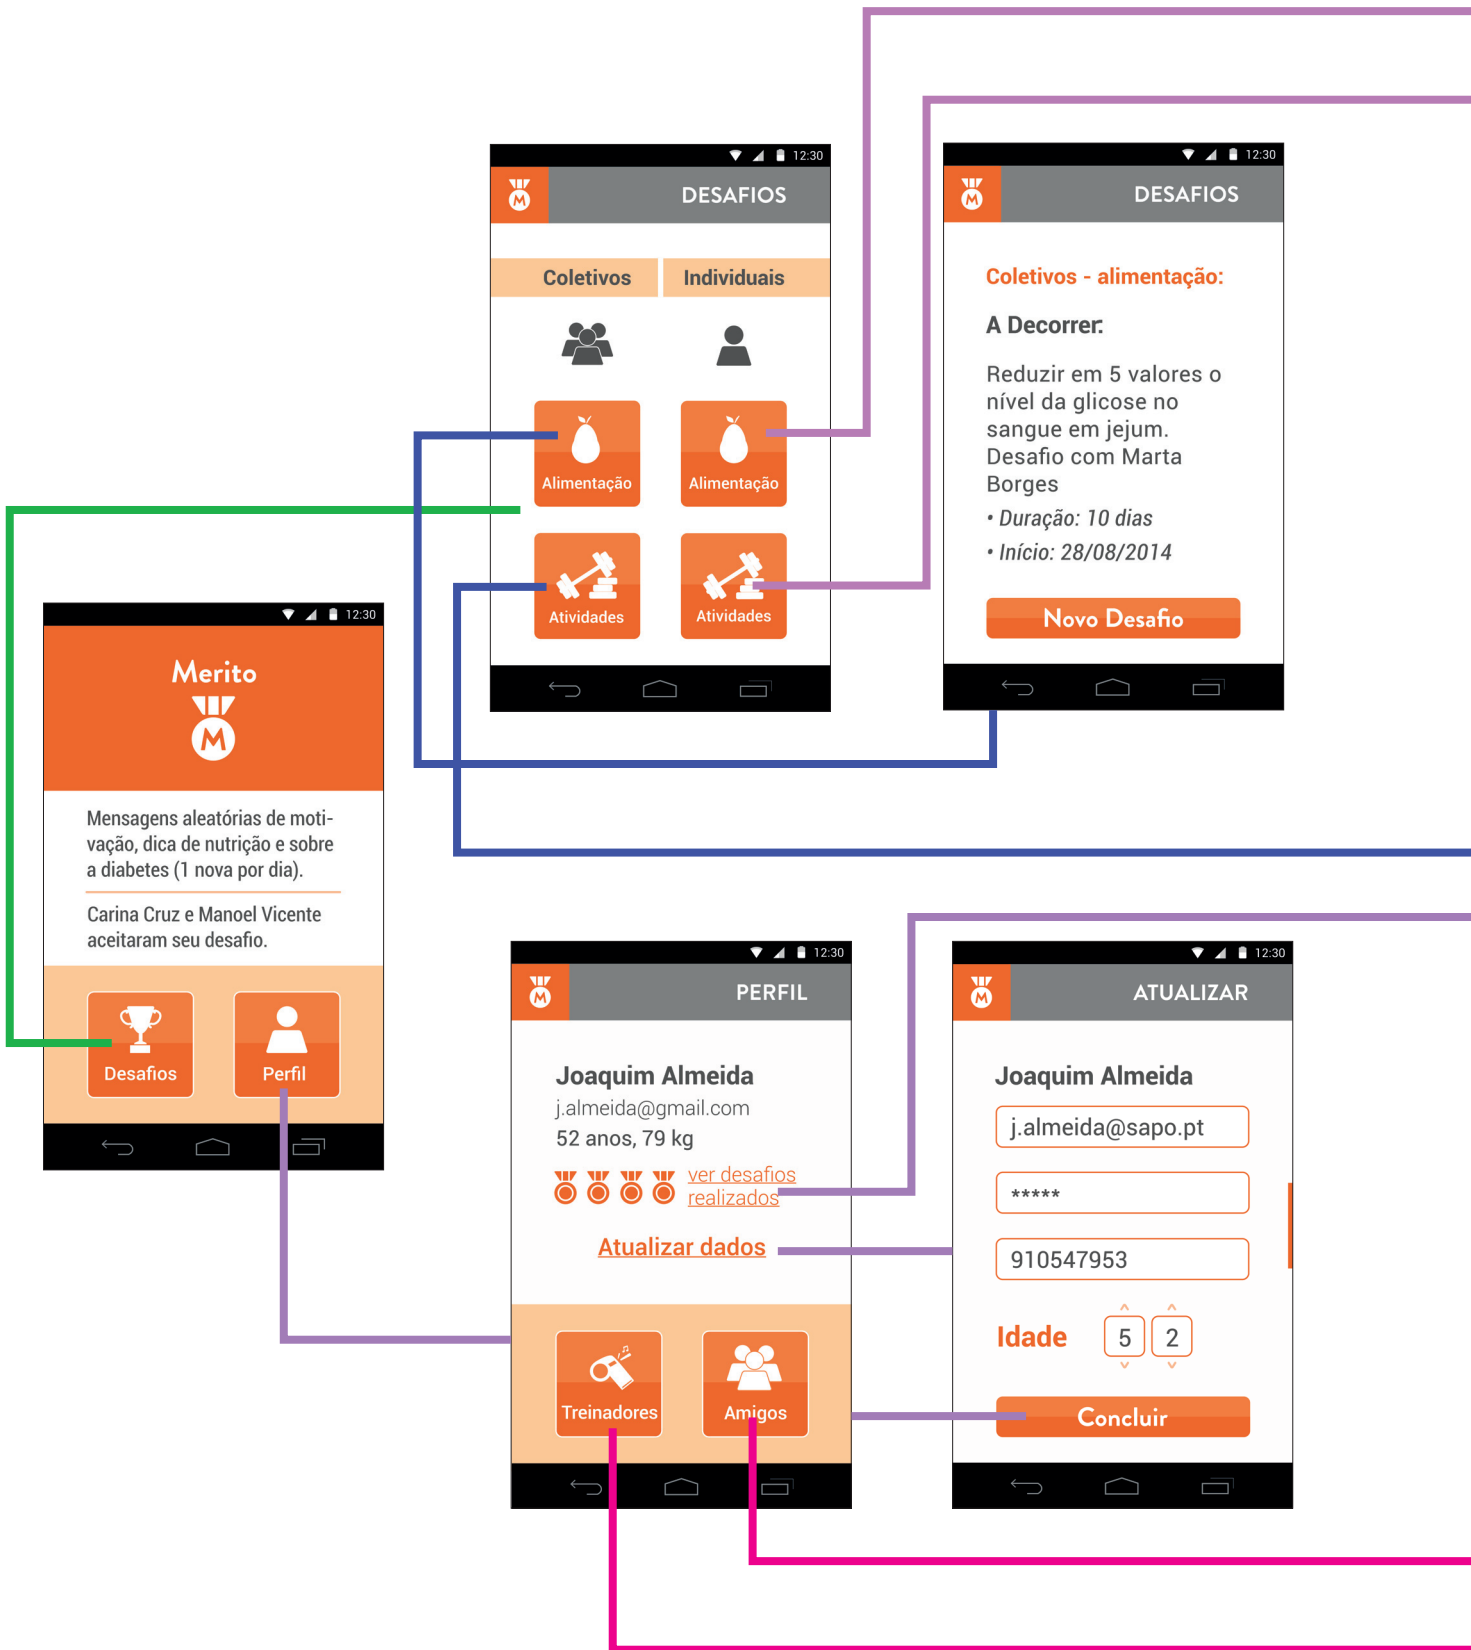 12:30
M
DESAFIOS
Coletivos
Individuais
Alimentação
Alimentação
Atividades
Atividades
12:30
M
DESAFIOS
Coletivos - alimentação:
A Decorrer:
Reduzir em 5 valores o
nível da glicose no
sangue em jejum.
Desafio com Marta
Borges
• Duração: 10 dias
• Início: 28/08/2014
Novo Desafio
12:30
Merito
M
Mensagens aleatórias de moti-
vação, dica de nutrição e sobre
a diabetes (1 nova por dia).
Carina Cruz e Manoel Vicente
aceitaram seu desafio.
Desafios
Perfil
12:30
M
PERFIL
Joaquim Almeida
j.almeida@gmail.com
52 anos, 79 kg
ver desafios
realizados
Atualizar dados
Treinadores
Amigos
12:30
M
ATUALIZAR
Joaquim Almeida
j.almeida@sapo.pt
*****
910547953
Idade 5 2
Concluir